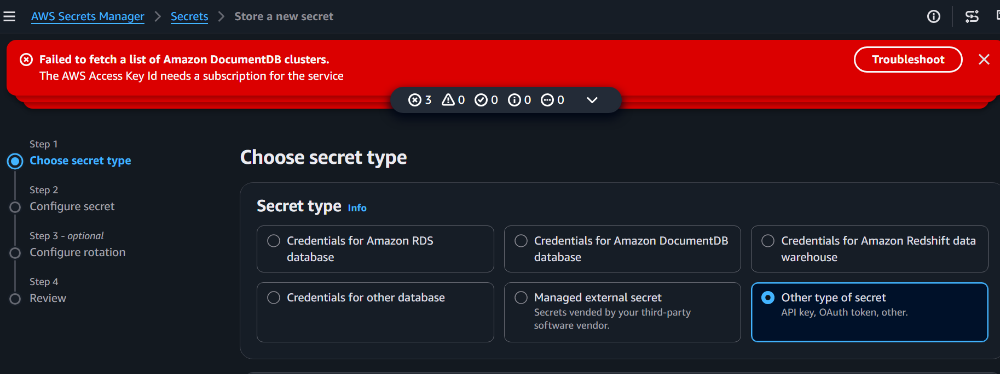 AWS Secrets Manager > Secrets > Store a new secret
Failed to fetch a list of Amazon DocumentDB clusters.
The AWS Access Key Id needs a subscription for the service
Troubleshoot
3 0 0 0 0
Step 1
Choose secret type
Step 2
Configure secret
Step 3 - optional
Configure rotation
Step 4
Review
Choose secret type
Secret type Info
Credentials for Amazon RDS
database
Credentials for Amazon DocumentDB
database
Credentials for Amazon Redshift data
warehouse
Credentials for other database
Managed external secret
Secrets vended by your third-party
software vendor.
Other type of secret
API key, OAuth token, other.